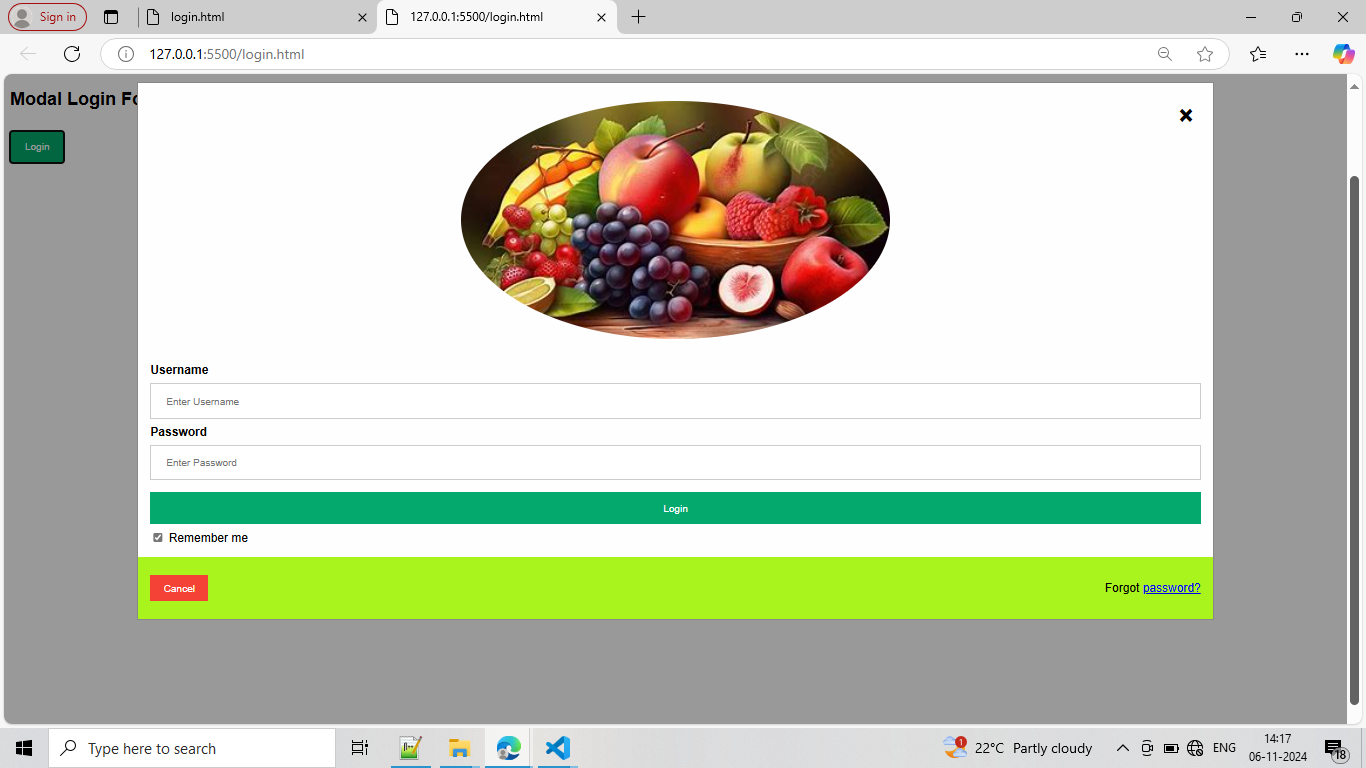 Sign in
login.html
127.0.0.1:5500/login.html
127.0.0.1:5500/login.html
Modal Login Fo
Login
Username
Enter Username
Password
Enter Password
Login
Remember me
Cancel
Forgot password?
Type here to search
1
22°C Partly cloudy
ENG
14:17
06-11-2024
18